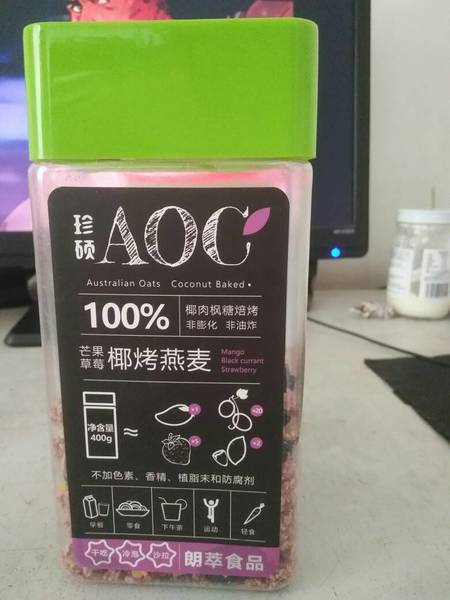 珍硕 AOC
Australian Oats Coconut Baked
100% 椰肉枫糖焙烤
非膨化 非油炸
芒果草莓 椰烤燕麦
Mango
Black currant
Strawberry
净含量
400g
≈
×1
×20
×5
×2
不加色素、香精、植脂末和防腐剂
早餐 零食 下午茶 运动 轻食
干吃 冷泡 沙拉 朗萃食品